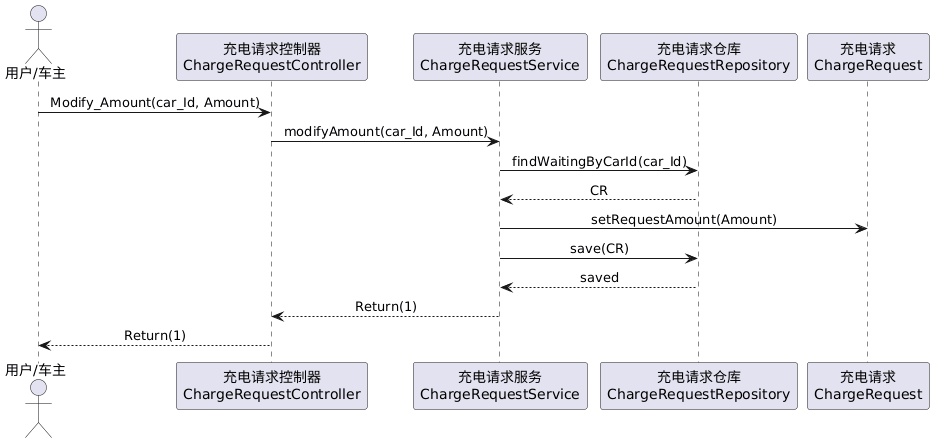 用户/车主
充电请求控制器
ChargeRequestController
充电请求服务
ChargeRequestService
充电请求仓库
ChargeRequestRepository
充电请求
ChargeRequest
Modify_Amount(car_Id, Amount)
modifyAmount(car_Id, Amount)
findWaitingByCarId(car_Id)
CR
setRequestAmount(Amount)
save(CR)
saved
Return(1)
Return(1)
用户/车主
充电请求控制器
ChargeRequestController
充电请求服务
ChargeRequestService
充电请求仓库
ChargeRequestRepository
充电请求
ChargeRequest